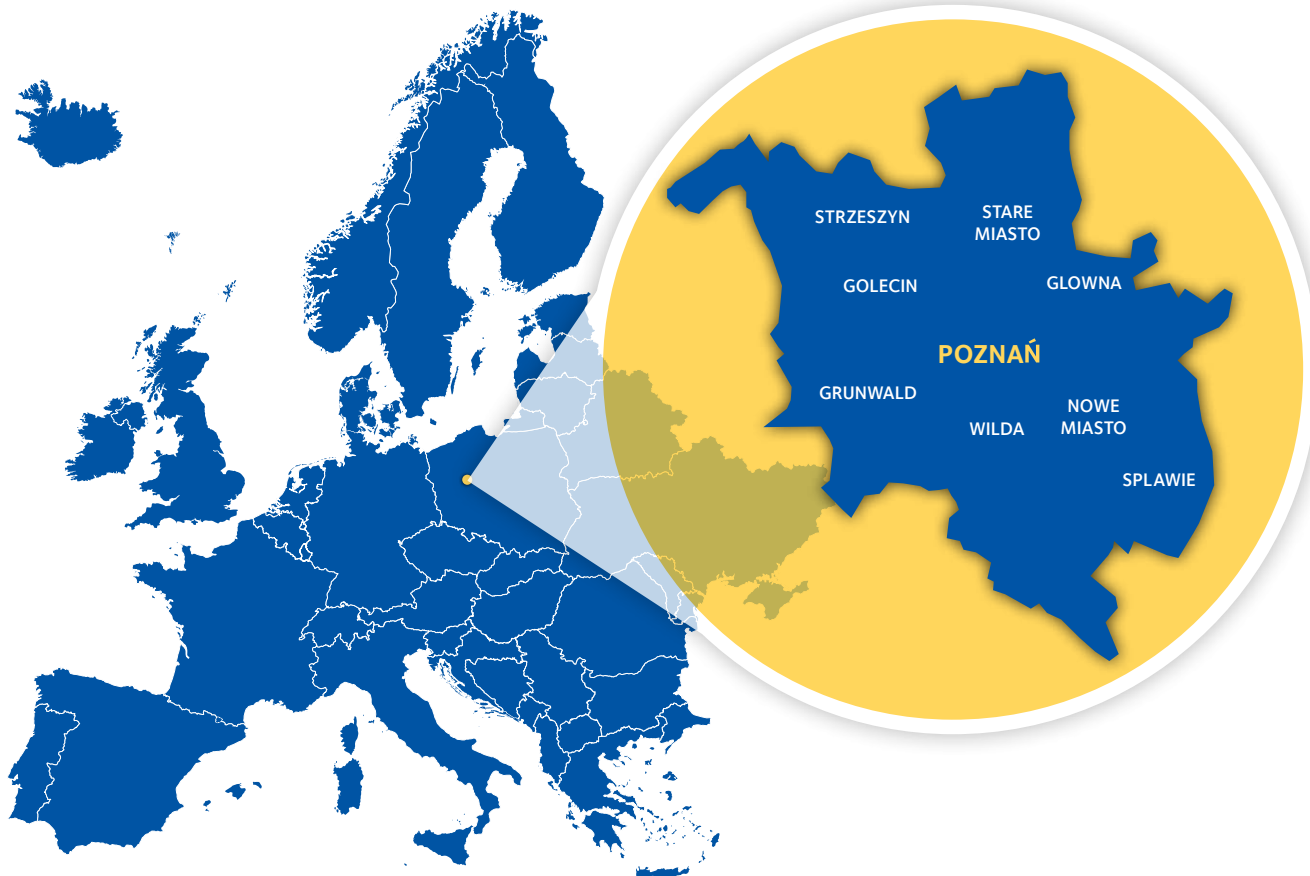 STRZESZYN
STARE
MIASTO
GOLECIN
GLOWNA
POZNAŃ
GRUNWALD
NOWE
MIASTO
WILDA
SPLAWIE